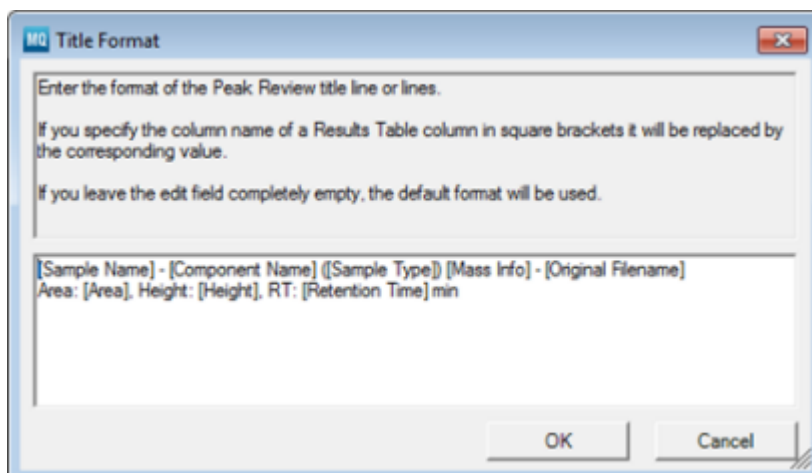 MQ Title Format
Enter the format of the Peak Review title line or lines.
If you specify the column name of a Results Table column in square brackets it will be replaced by
the corresponding value.
If you leave the edit field completely empty, the default format will be used.
[Sample Name] - [Component Name] ([Sample Type]) [Mass Info] - [Original Filename]
Area: [Area], Height: [Height], RT: [Retention Time] min
OK Cancel